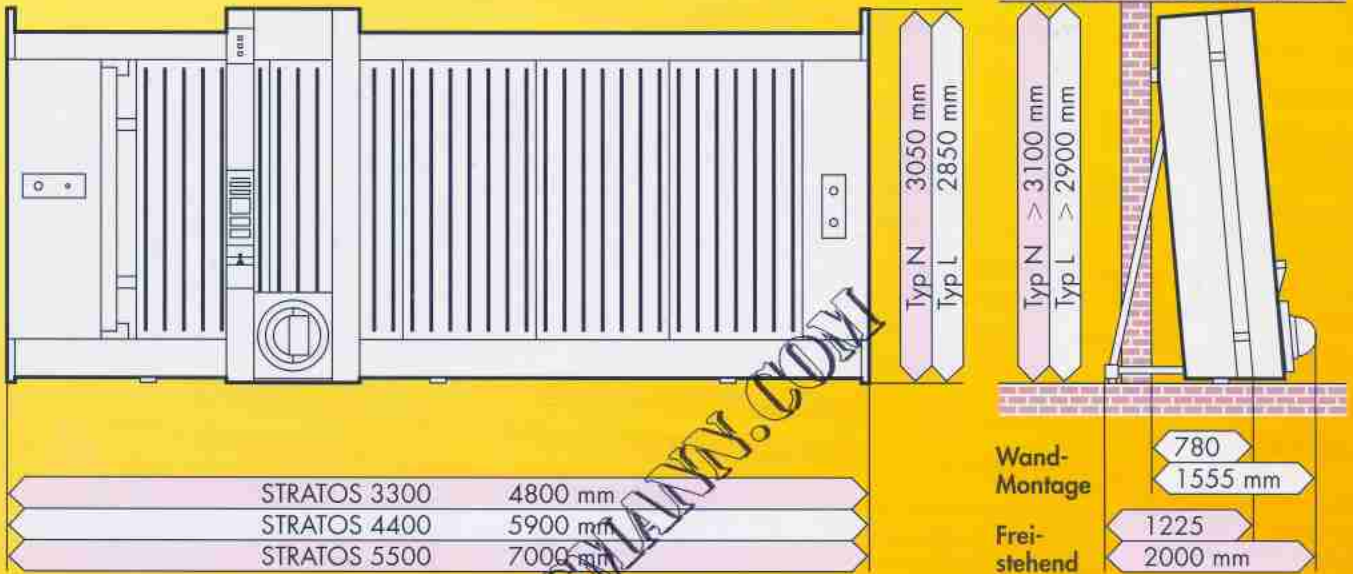 Typ N 3050 mm
Typ L 2850 mm
Typ N > 3100 mm
Typ L > 2900 mm
STRATOS 3300 4800 mm
STRATOS 4400 5900 mm
STRATOS 5500 7000 mm
Wand-
Montage
780
1555 mm
Frei-
stehend
1225
2000 mm